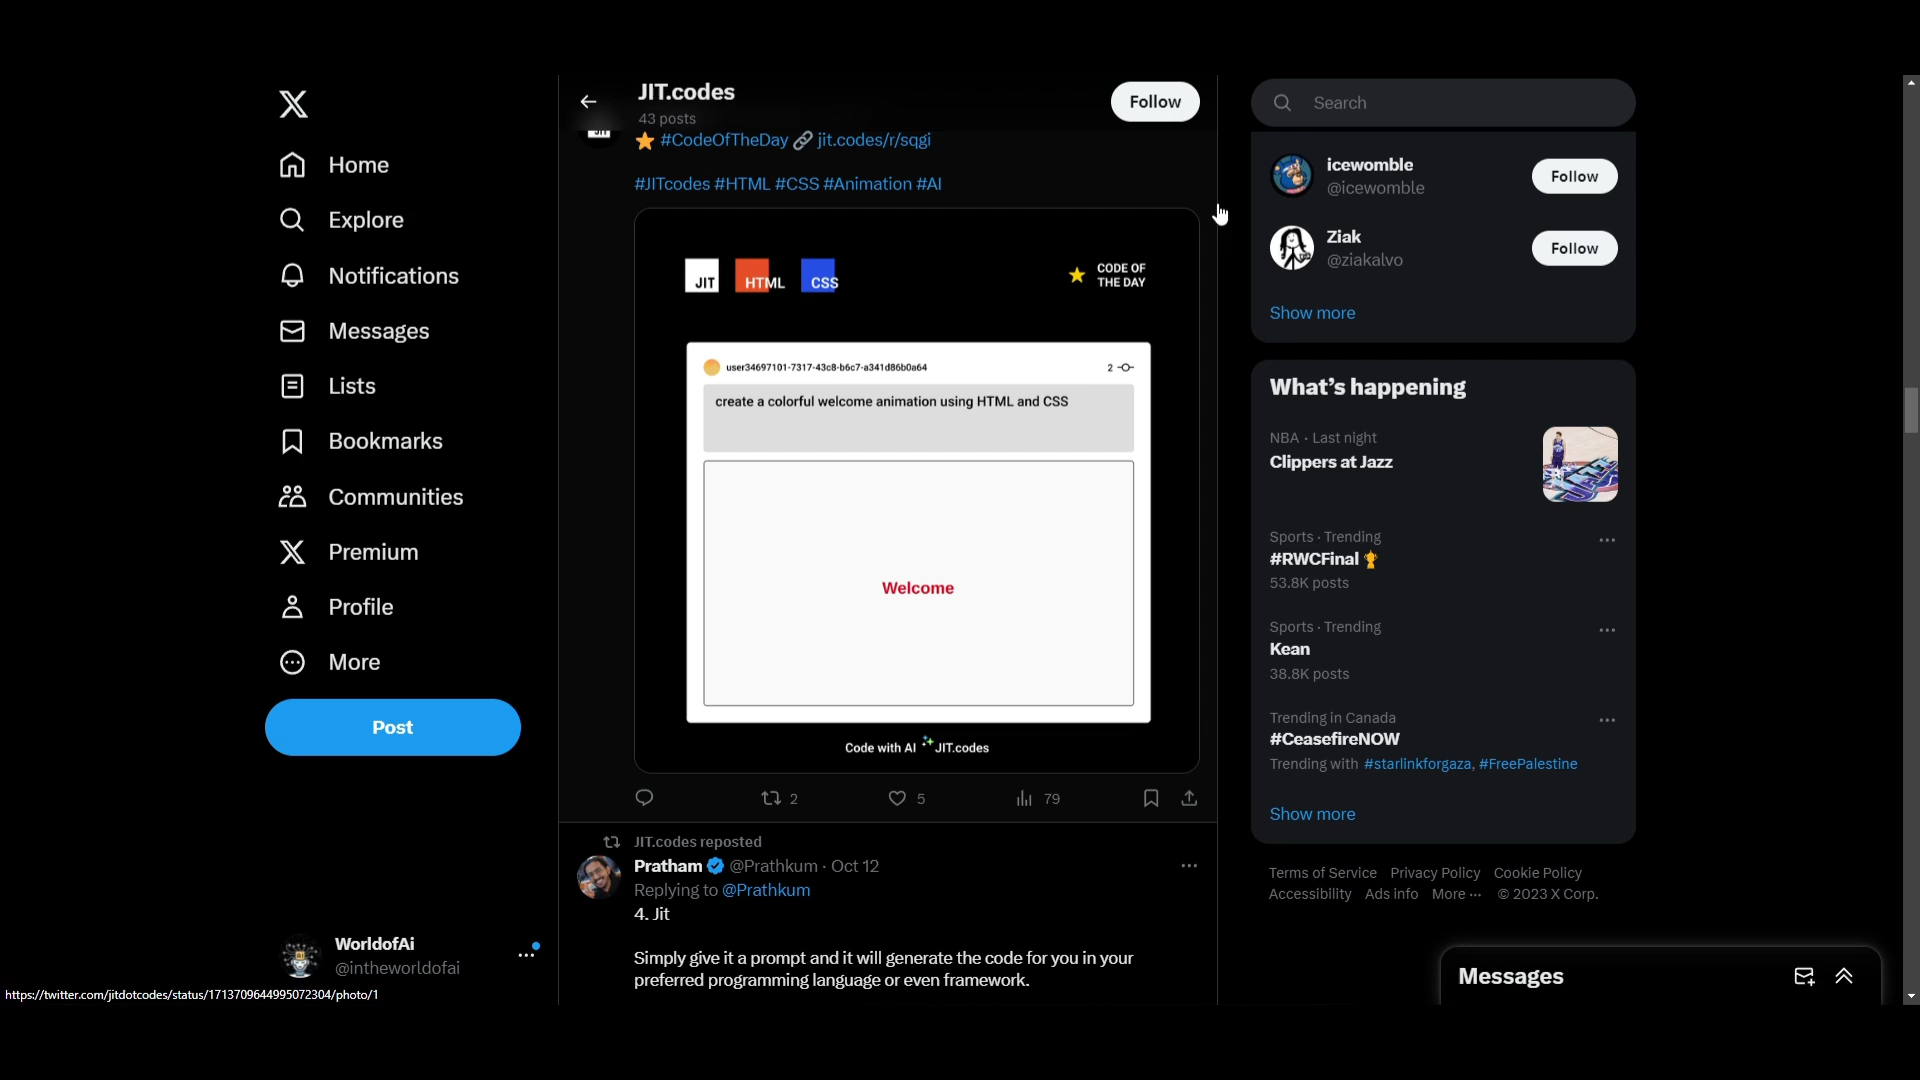 Home
Explore
Notifications
Messages
Lists
Bookmarks
Communities
Premium
Profile
More
Post
WorldofAi
@intheworldofai
https://twitter.com/jitdotcodes/status/1713709644995072304/photo/1
JIT.codes
43 posts
Follow
JIT
#CodeOfTheDay jit.codes/r/sqgi
#JITcodes #HTML #CSS #Animation #AI
JIT HTML CSS
CODE OF
THE DAY
user34697101-7317-43c8-b6c7-a341d86b0a64 2
create a colorful welcome animation using HTML and CSS
Welcome
Code with AI JIT.codes
2 5 79
JIT.codes reposted
Pratham @Prathkum · Oct 12
Replying to @Prathkum
4. Jit
Simply give it a prompt and it will generate the code for you in your
preferred programming language or even framework.
Search
icewomble
@icewomble
Follow
Ziak
@ziakalvo
Follow
Show more
What's happening
NBA · Last night
Clippers at Jazz
Sports · Trending
#RWCFinal
53.8K posts
Sports · Trending
Kean
38.8K posts
Trending in Canada
#CeasefireNOW
Trending with #starlinkforgaza, #FreePalestine
Show more
Terms of Service Privacy Policy Cookie Policy
Accessibility Ads info More ··· © 2023 X Corp.
Messages